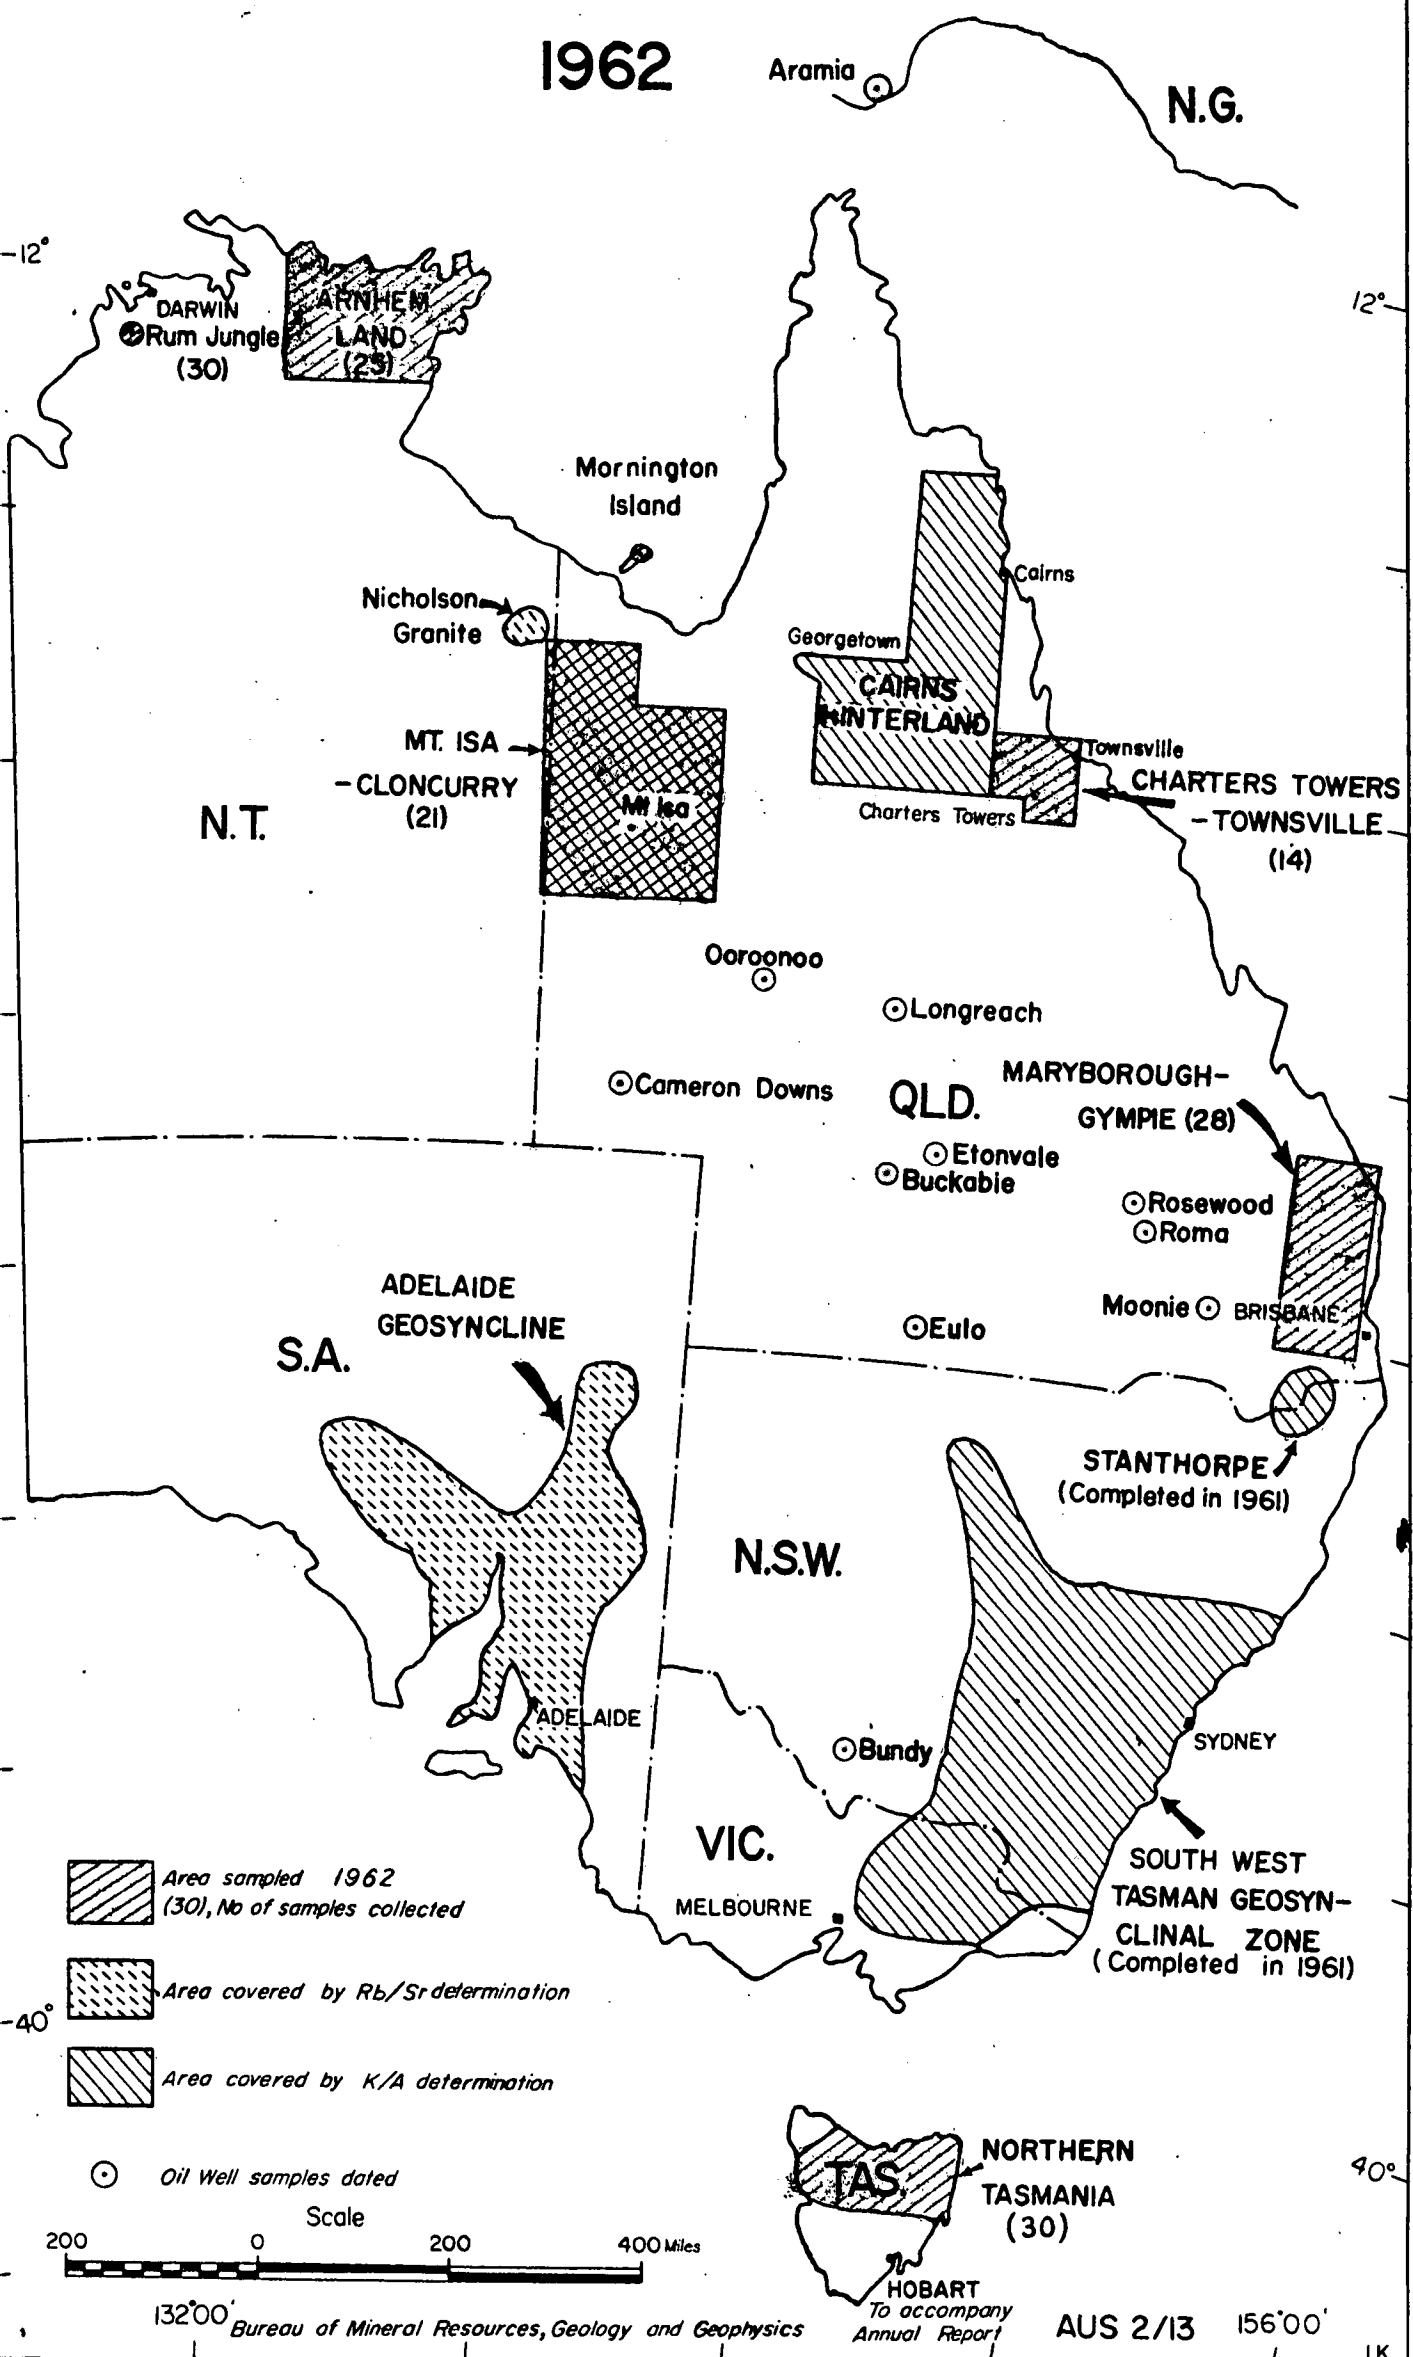 1962
Aramia
N.G.
-12°
12°-
DARWIN
Rum Jungle
(30)
ARNHEM
LAND
(25)
Mornington
Island
Nicholson
Granite
Cairns
Georgetown
CAIRNS
HINTERLAND
MT. ISA
-CLONCURRY
(21)
Mt Isa
Townsville
CHARTERS TOWERS
-TOWNSVILLE
(14)
Charters Towers
N.T.
Ooroonoo
Longreach
Cameron Downs
QLD.
MARYBOROUGH-
GYMPIE (28)
Etonvale
Buckabie
Rosewood
Roma
Moonie
BRISBANE
Eulo
ADELAIDE
GEOSYNCLINE
S.A.
STANTHORPE
(Completed in 1961)
N.S.W.
ADELAIDE
Bundy
SYDNEY
VIC.
MELBOURNE
SOUTH WEST
TASMAN GEOSYN-
CLINAL ZONE
(Completed in 1961)
Area sampled 1962
(30), No of samples collected
Area covered by Rb/Sr determination
-40°
Area covered by K/A determination
Oil Well samples dated
TAS.
NORTHERN
TASMANIA
(30)
40°
Scale
200 0 200 400 Miles
HOBART
132°00' Bureau of Mineral Resources, Geology and Geophysics
To accompany
Annual Report
AUS 2/13
156°00'